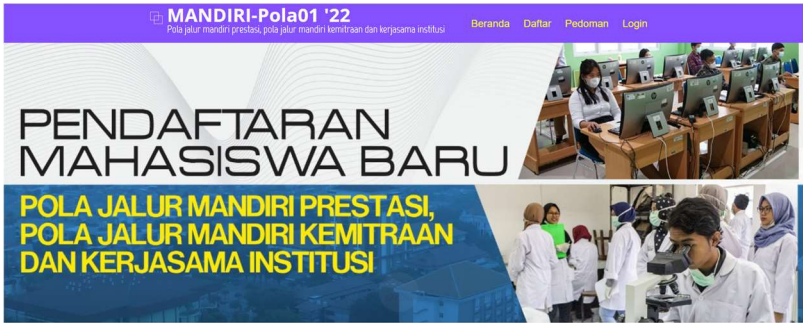 MANDIRI-Pola01 '22
Pola jalur mandiri prestasi, pola jalur mandiri kemitraan dan kerjasama institusi
Beranda Daftar Pedoman Login
PENDAFTARAN
MAHASISWA BARU
POLA JALUR MANDIRI PRESTASI,
POLA JALUR MANDIRI KEMITRAAN
DAN KERJASAMA INSTITUSI